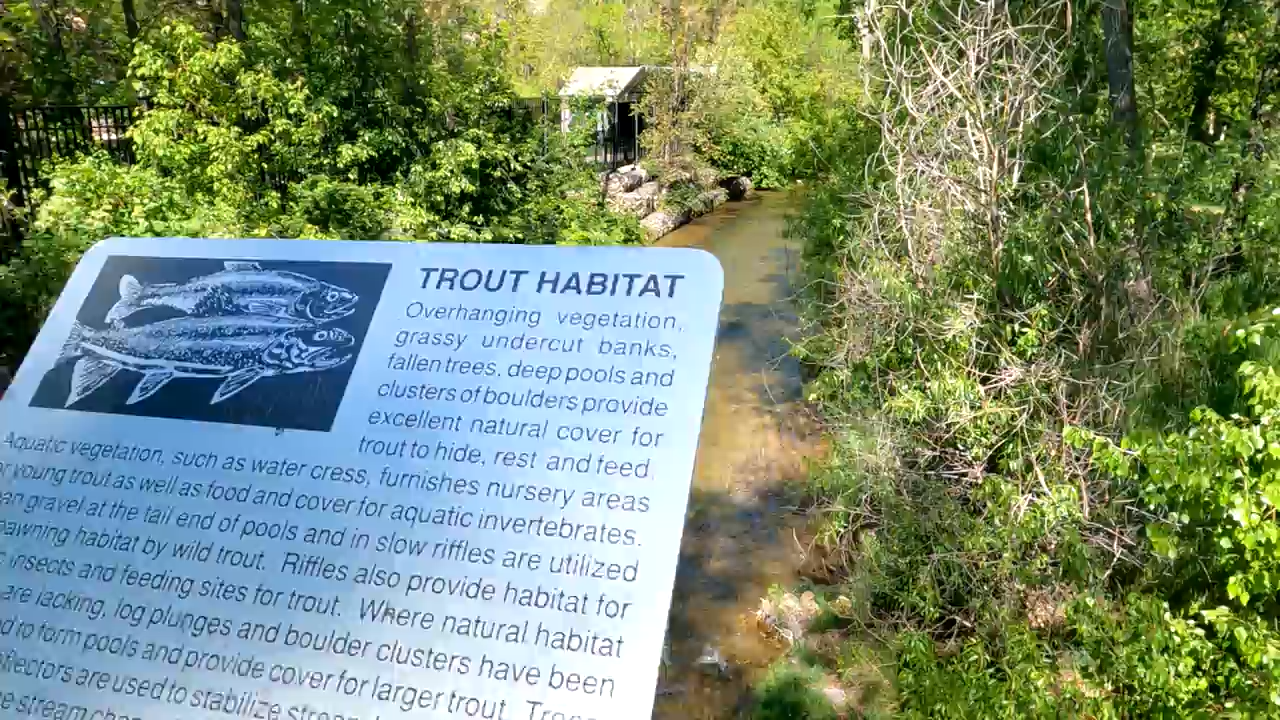 TROUT HABITAT
Overhanging vegetation,
grassy undercut banks,
fallen trees, deep pools and
clusters of boulders provide
excellent natural cover for
trout to hide, rest and feed.
Aquatic vegetation, such as water cress, furnishes nursery areas
young trout as well as food and cover for aquatic invertebrates.
gravel at the tail end of pools and in slow riffles are utilized
habitat by wild trout. Riffles also provide habitat for
insects and feeding sites for trout. Where natural habitat
are lacking, log plunges and boulder clusters have been
to form pools and provide cover for larger trout.
are used to stabilize
stream